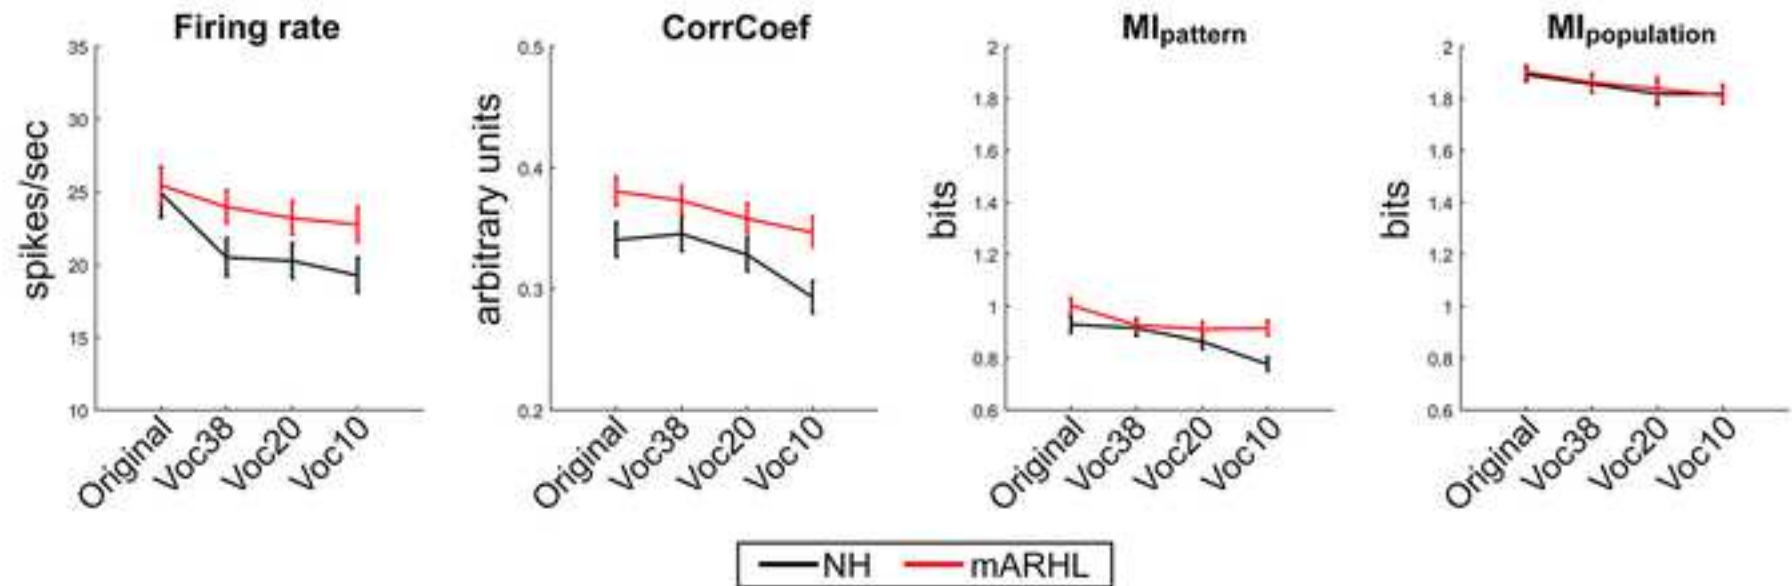 Firing rate
CorrCoef
MIpattern
MIpopulation
spikes/sec
35
30
25
20
15
10
Original
Voc38
Voc20
Voc10
arbitrary units
0.5
0.4
0.3
0.2
Original
Voc38
Voc20
Voc10
bits
2
1.8
1.6
1.4
1.2
1
0.8
0.6
Original
Voc38
Voc20
Voc10
bits
2
1.8
1.6
1.4
1.2
1
0.8
0.6
Original
Voc38
Voc20
Voc10
NH mARHL